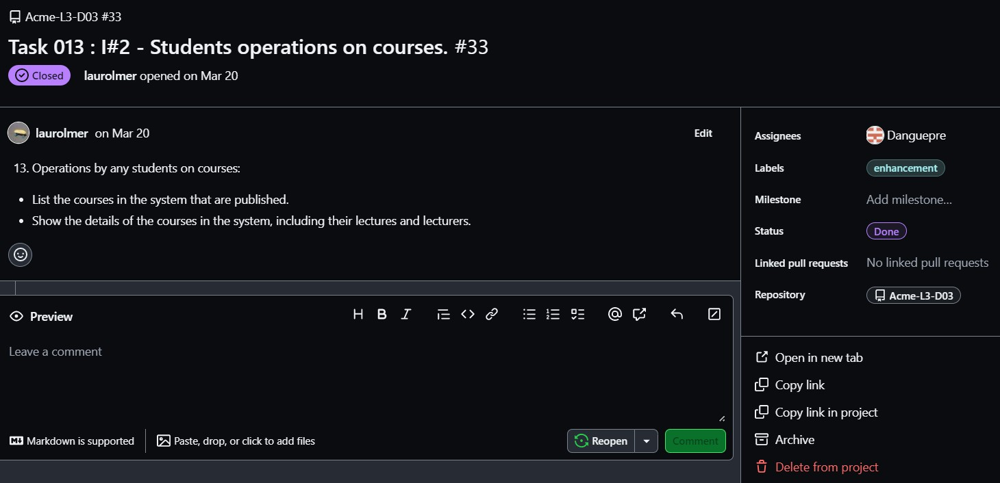 Acme-L3-D03 #33
Task 013 : I#2 - Students operations on courses. #33
Closed
laurolmer opened on Mar 20
laurolmer on Mar 20
Edit
13. Operations by any students on courses:
• List the courses in the system that are published.
• Show the details of the courses in the system, including their lectures and lecturers.
Preview
Leave a comment
Markdown is supported
Paste, drop, or click to add files
Reopen
Comment
Assignees Danguepre
Labels enhancement
Milestone Add milestone...
Status Done
Linked pull requests No linked pull requests
Repository Acme-L3-D03
Open in new tab
Copy link
Copy link in project
Archive
Delete from project